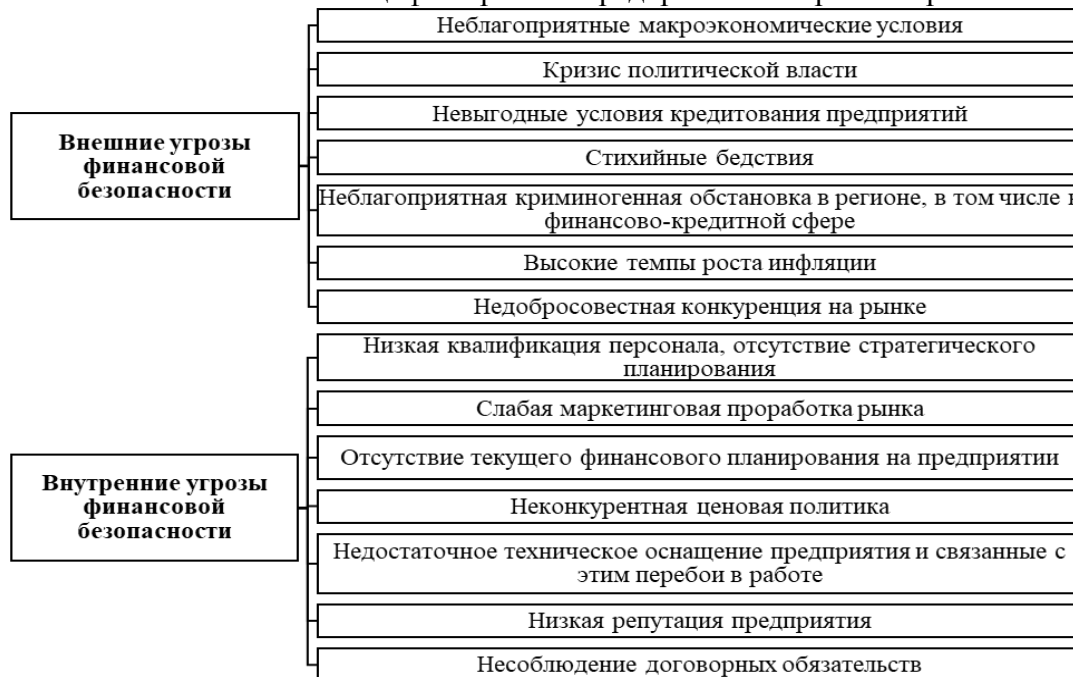 Неблагоприятные макроэкономические условия
Кризис политической власти
Невыгодные условия кредитования предприятий
Внешние угрозы
финансовой
безопасности
Стихийные бедствия
Неблагоприятная криминогенная обстановка в регионе, в том числе в
финансово-кредитной сфере
Высокие темпы роста инфляции
Недобросовестная конкуренция на рынке
Низкая квалификация персонала, отсутствие стратегического
планирования
Слабая маркетинговая проработка рынка
Отсутствие текущего финансового планирования на предприятии
Внутренние угрозы
финансовой
безопасности
Неконкурентная ценовая политика
Недостаточное техническое оснащение предприятия и связанные с
этим перебои в работе
Низкая репутация предприятия
Несоблюдение договорных обязательств